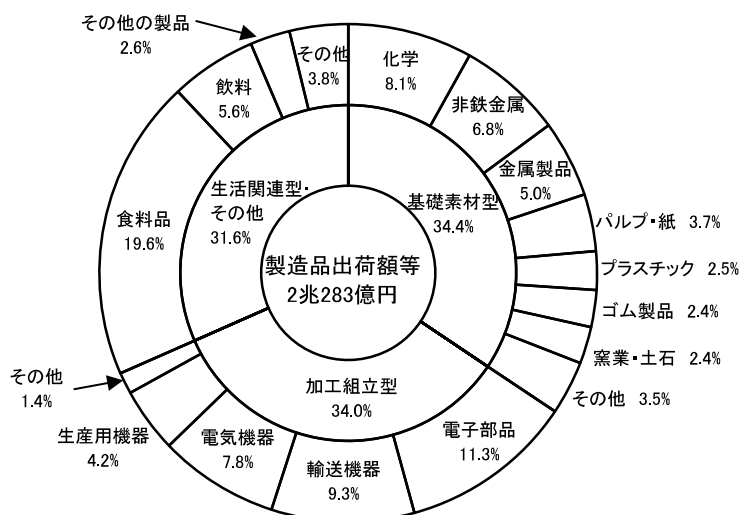 その他の製品
2.6%
その他
3.8%
化学
8.1%
飲料
5.6%
非鉄金属
6.8%
金属製品
5.0%
生活関連型・
その他
31.6%
基礎素材型
34.4%
食料品
19.6%
パルプ・紙 3.7%
プラスチック 2.5%
製造品出荷額等
2兆283億円
ゴム製品 2.4%
窯業・土石 2.4%
その他
1.4%
加工組立型
34.0%
その他 3.5%
生産用機器
4.2%
電気機器
7.8%
電子部品
11.3%
輸送機器
9.3%